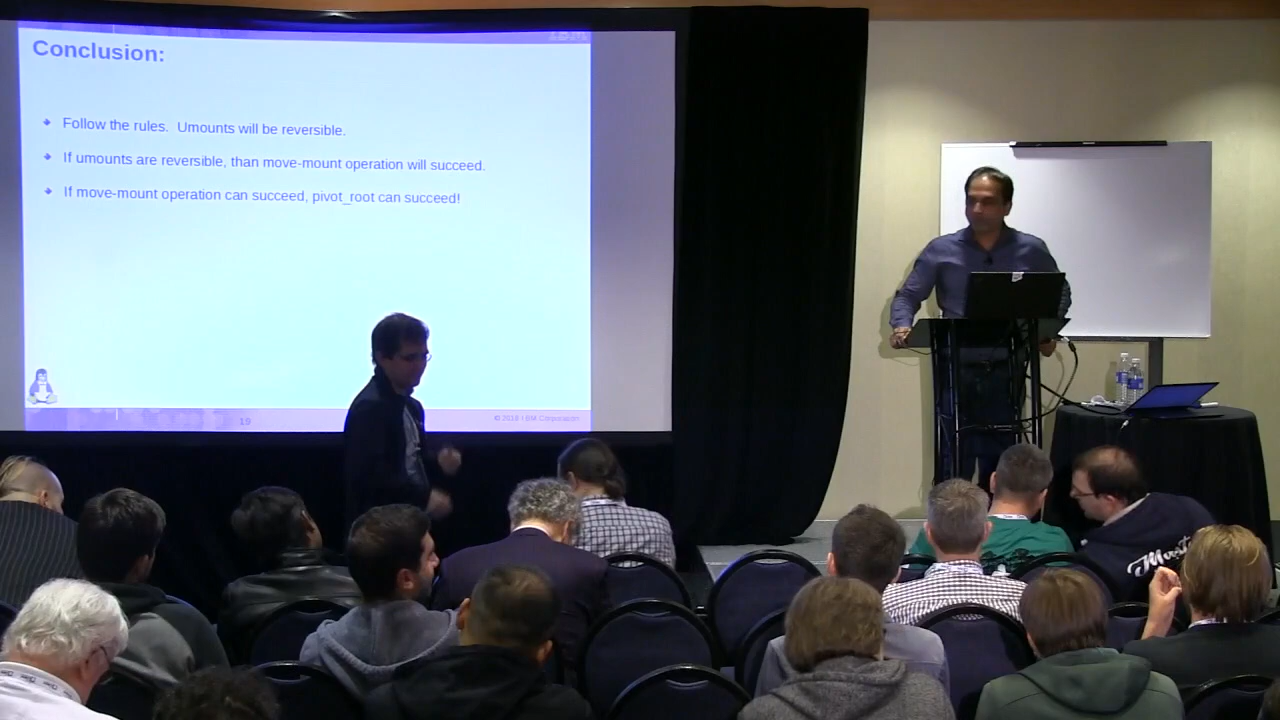 IBM
Conclusion:
Follow the rules. Umounts will be reversible.
If umounts are reversible, than move-mount operation will succeed.
If move-mount operation can succeed, pivot_root can succeed!
19
© 2018 IBM Corporation